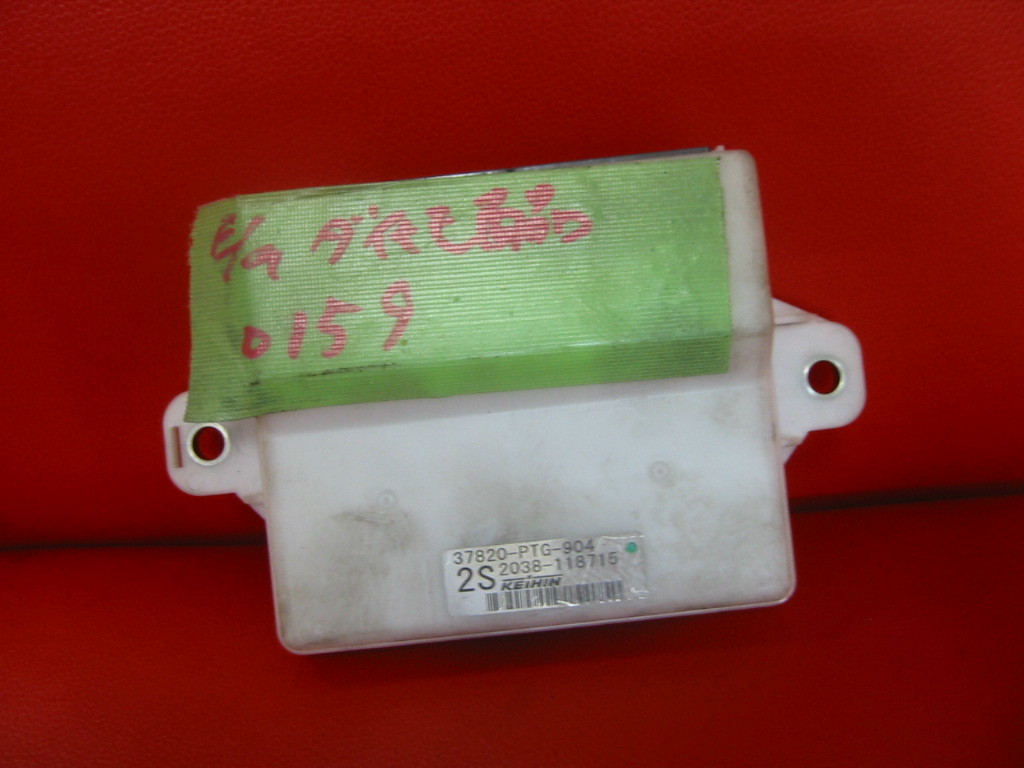 E/g
0159
37820-PTG-904
2S 2038-118715
KEIHIN